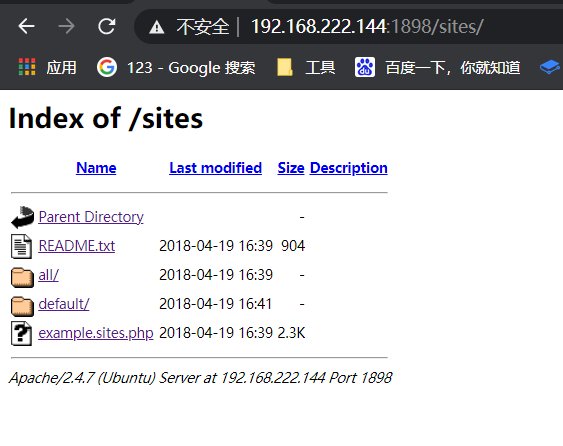 不安全 | 192.168.222.144:1898/sites/
应用 123 - Google 搜索 工具 百度一下，你就知道
Index of /sites
Name Last modified Size Description
Parent Directory -
README.txt 2018-04-19 16:39 904
all/ 2018-04-19 16:39 -
default/ 2018-04-19 16:41 -
example.sites.php 2018-04-19 16:39 2.3K
Apache/2.4.7 (Ubuntu) Server at 192.168.222.144 Port 1898